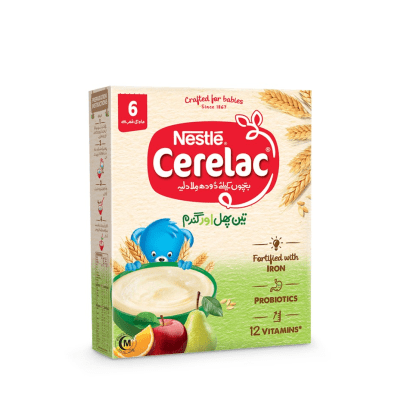 Crafted for babies
Since 1867
6
Nestlé®
Cerelac®
بچوں کیلئے دودھ ملا دلیہ
تین پھل اور گندم
Fortified with
IRON
PROBIOTICS
12 VITAMINS*
M